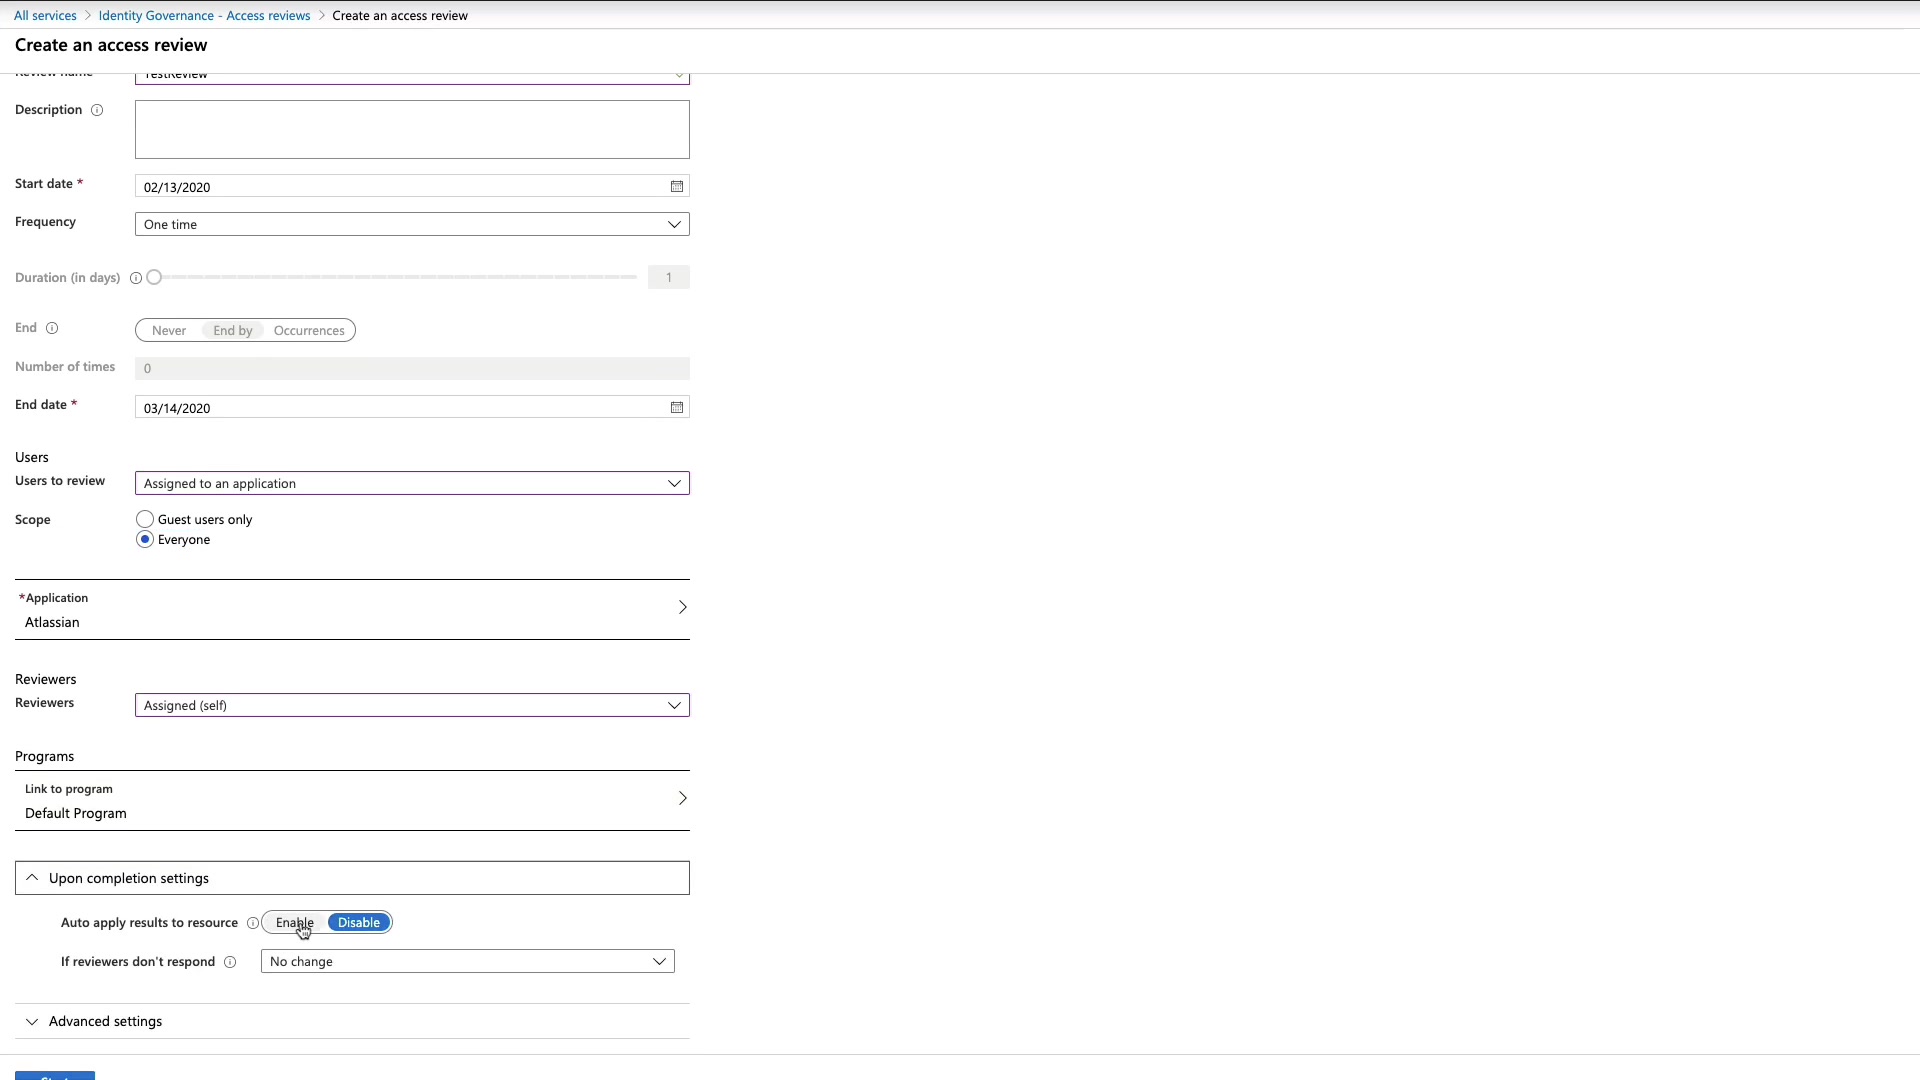 All services > Identity Governance - Access reviews > Create an access review
Create an access review
Review name TestReview
Description
Start date * 02/13/2020
Frequency One time
Duration (in days) 1
End Never End by Occurrences
Number of times 0
End date * 03/14/2020
Users
Users to review Assigned to an application
Scope Guest users only
Everyone
*Application
Atlassian
Reviewers
Reviewers Assigned (self)
Programs
Link to program
Default Program
Upon completion settings
Auto apply results to resource Enable Disable
If reviewers don't respond No change
Advanced settings